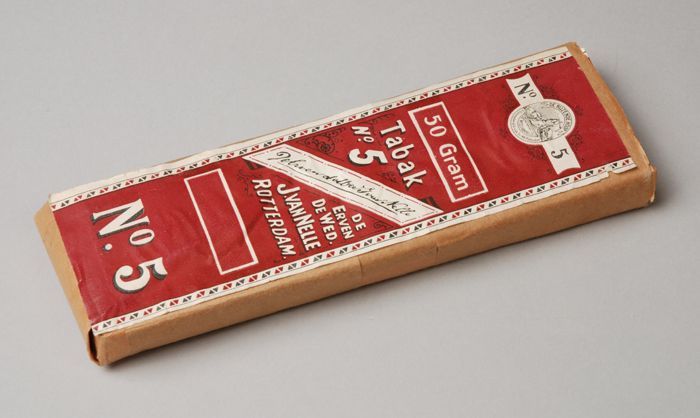 No.
5
50 Gram
Tabak
No. 5
DE
ERVEN
DE WED.
J. VAN NELLE
ROTTERDAM.
No. 5